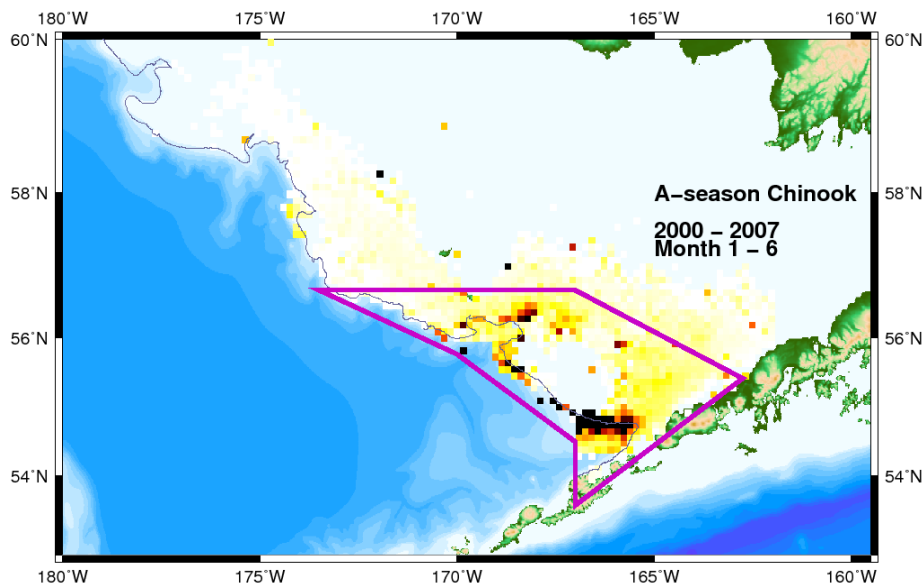 180˚W 175˚W 170˚W 165˚W 160˚W
60˚N 60˚N
58˚N 58˚N
A−season Chinook
2000 − 2007
Month 1 − 6
56˚N 56˚N
54˚N 54˚N
180˚W 175˚W 170˚W 165˚W 160˚W